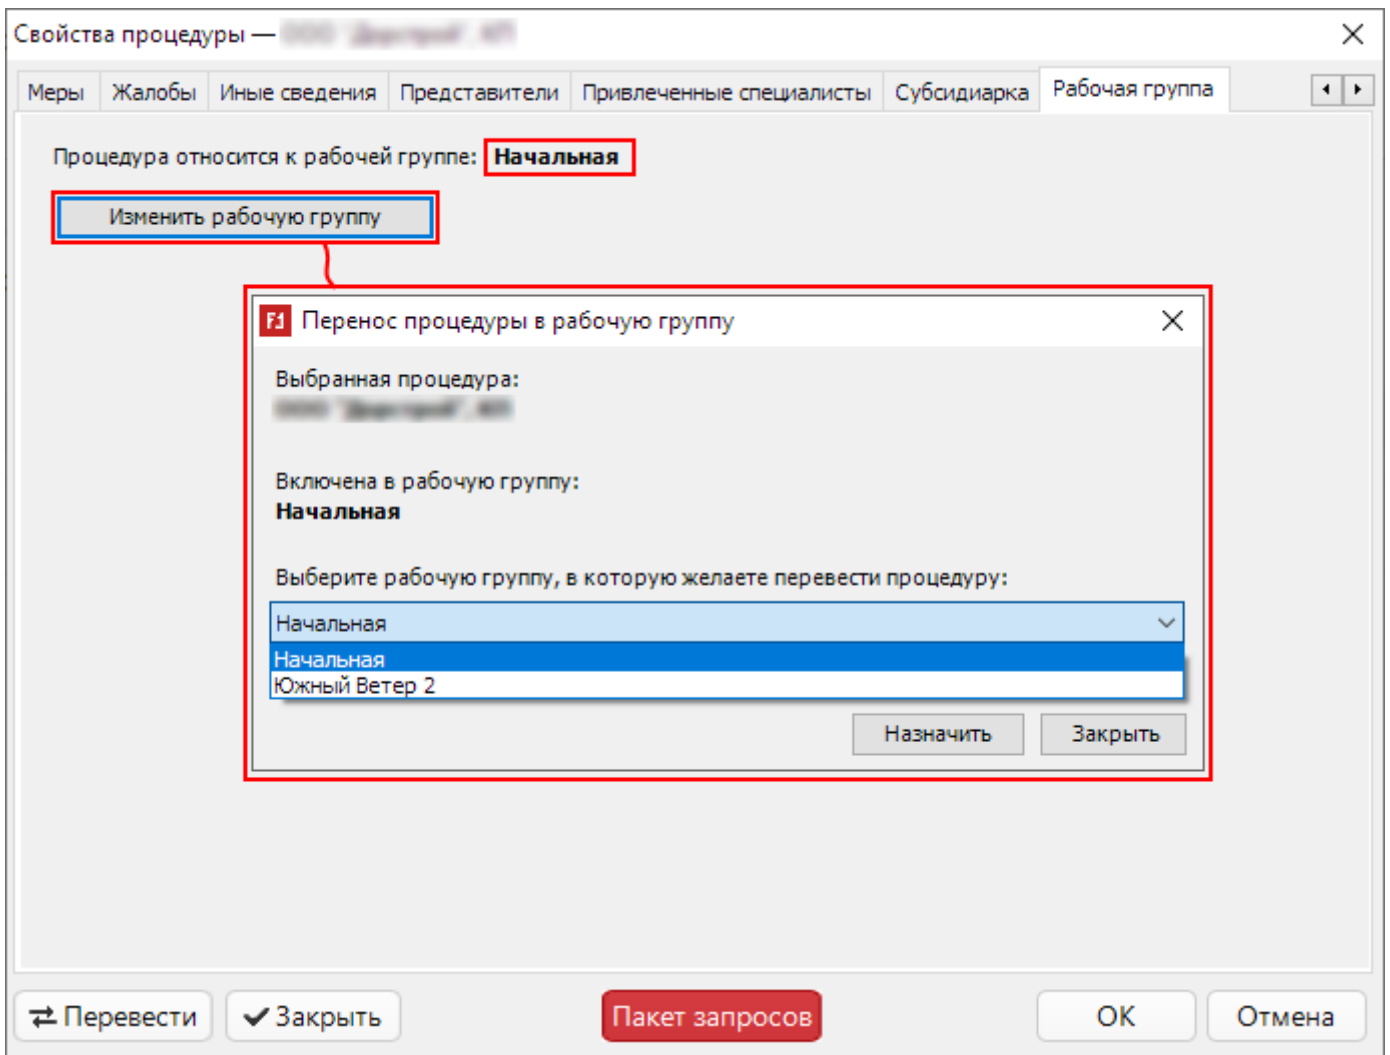 Свойства процедуры —
Меры Жалобы Иные сведения Представители Привлеченные специалисты Субсидиарка Рабочая группа
Процедура относится к рабочей группе: Начальная
Изменить рабочую группу
Перенос процедуры в рабочую группу
Выбранная процедура:
Включена в рабочую группу:
Начальная
Выберите рабочую группу, в которую желаете перевести процедуру:
Начальная
Начальная
Южный Ветер 2
Назначить Закрыть
Перевести Закрыть Пакет запросов ОК Отмена